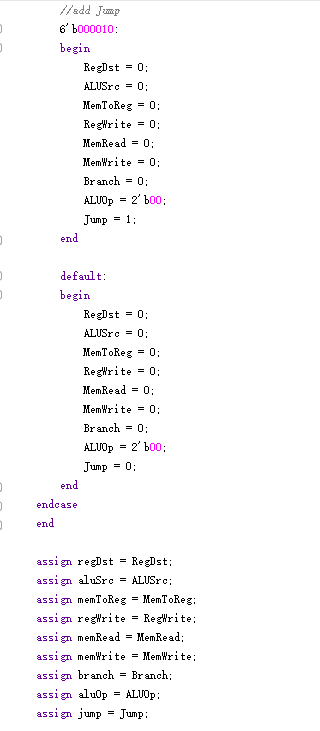 //add Jump
6'b000010:
begin
RegDst = 0;
ALUSrc = 0;
MemToReg = 0;
RegWrite = 0;
MemRead = 0;
MemWrite = 0;
Branch = 0;
ALUOp = 2'b00;
Jump = 1;
end
default:
begin
RegDst = 0;
ALUSrc = 0;
MemToReg = 0;
RegWrite = 0;
MemRead = 0;
MemWrite = 0;
Branch = 0;
ALUOp = 2'b00;
Jump = 0;
end
endcase
end
assign regDst = RegDst;
assign aluSrc = ALUSrc;
assign memToReg = MemToReg;
assign regWrite = RegWrite;
assign memRead = MemRead;
assign memWrite = MemWrite;
assign branch = Branch;
assign aluOp = ALUOp;
assign jump = Jump;